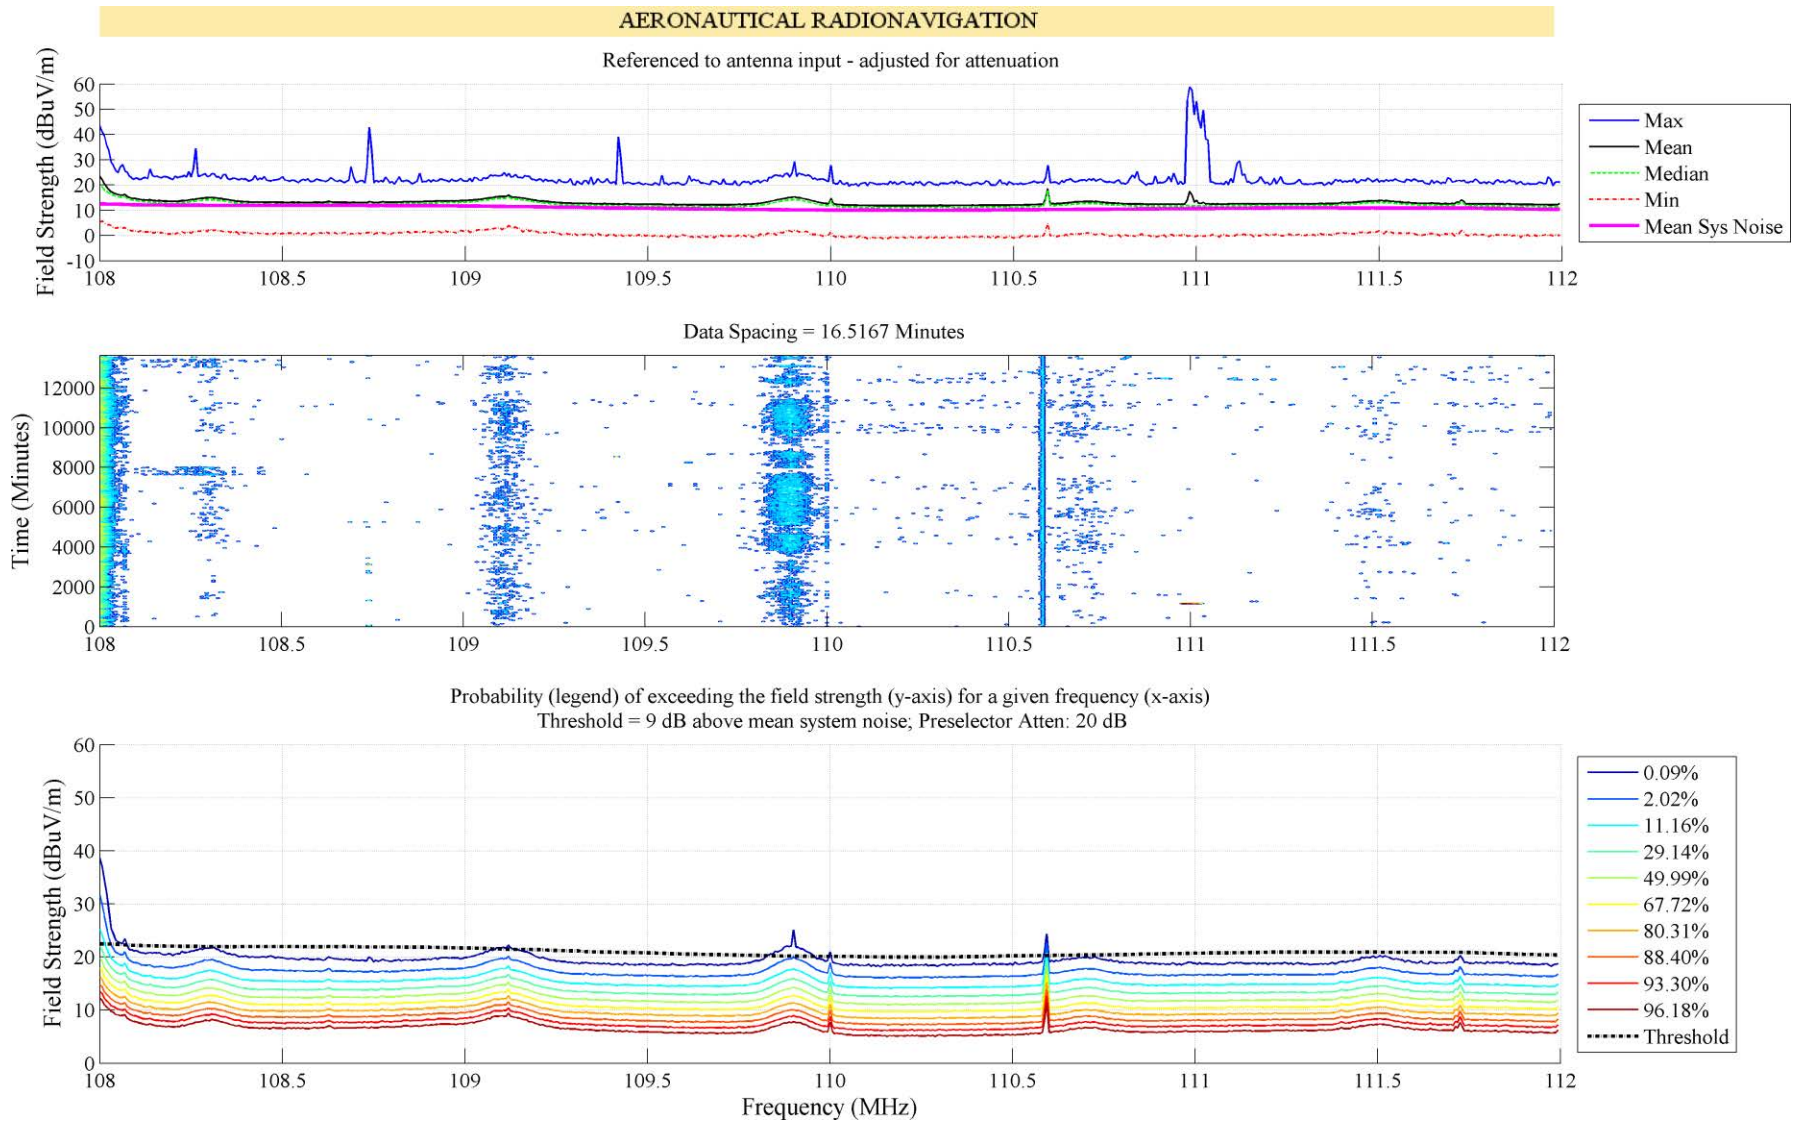 AERONAUTICAL RADIONAVIGATION
Referenced to antenna input - adjusted for attenuation
Field Strength (dBuV/m)
60
50
40
30
20
10
0
-10
108 108.5 109 109.5 110 110.5 111 111.5 112
Max
Mean
Median
Min
Mean Sys Noise
Data Spacing = 16.5167 Minutes
Time (Minutes)
12000
10000
8000
6000
4000
2000
0
108 108.5 109 109.5 110 110.5 111 111.5 112
Probability (legend) of exceeding the field strength (y-axis) for a given frequency (x-axis)
Threshold = 9 dB above mean system noise; Preselector Atten: 20 dB
Field Strength (dBuV/m)
60
50
40
30
20
10
0
108 108.5 109 109.5 110 110.5 111 111.5 112
Frequency (MHz)
0.09%
2.02%
11.16%
29.14%
49.99%
67.72%
80.31%
88.40%
93.30%
96.18%
Threshold